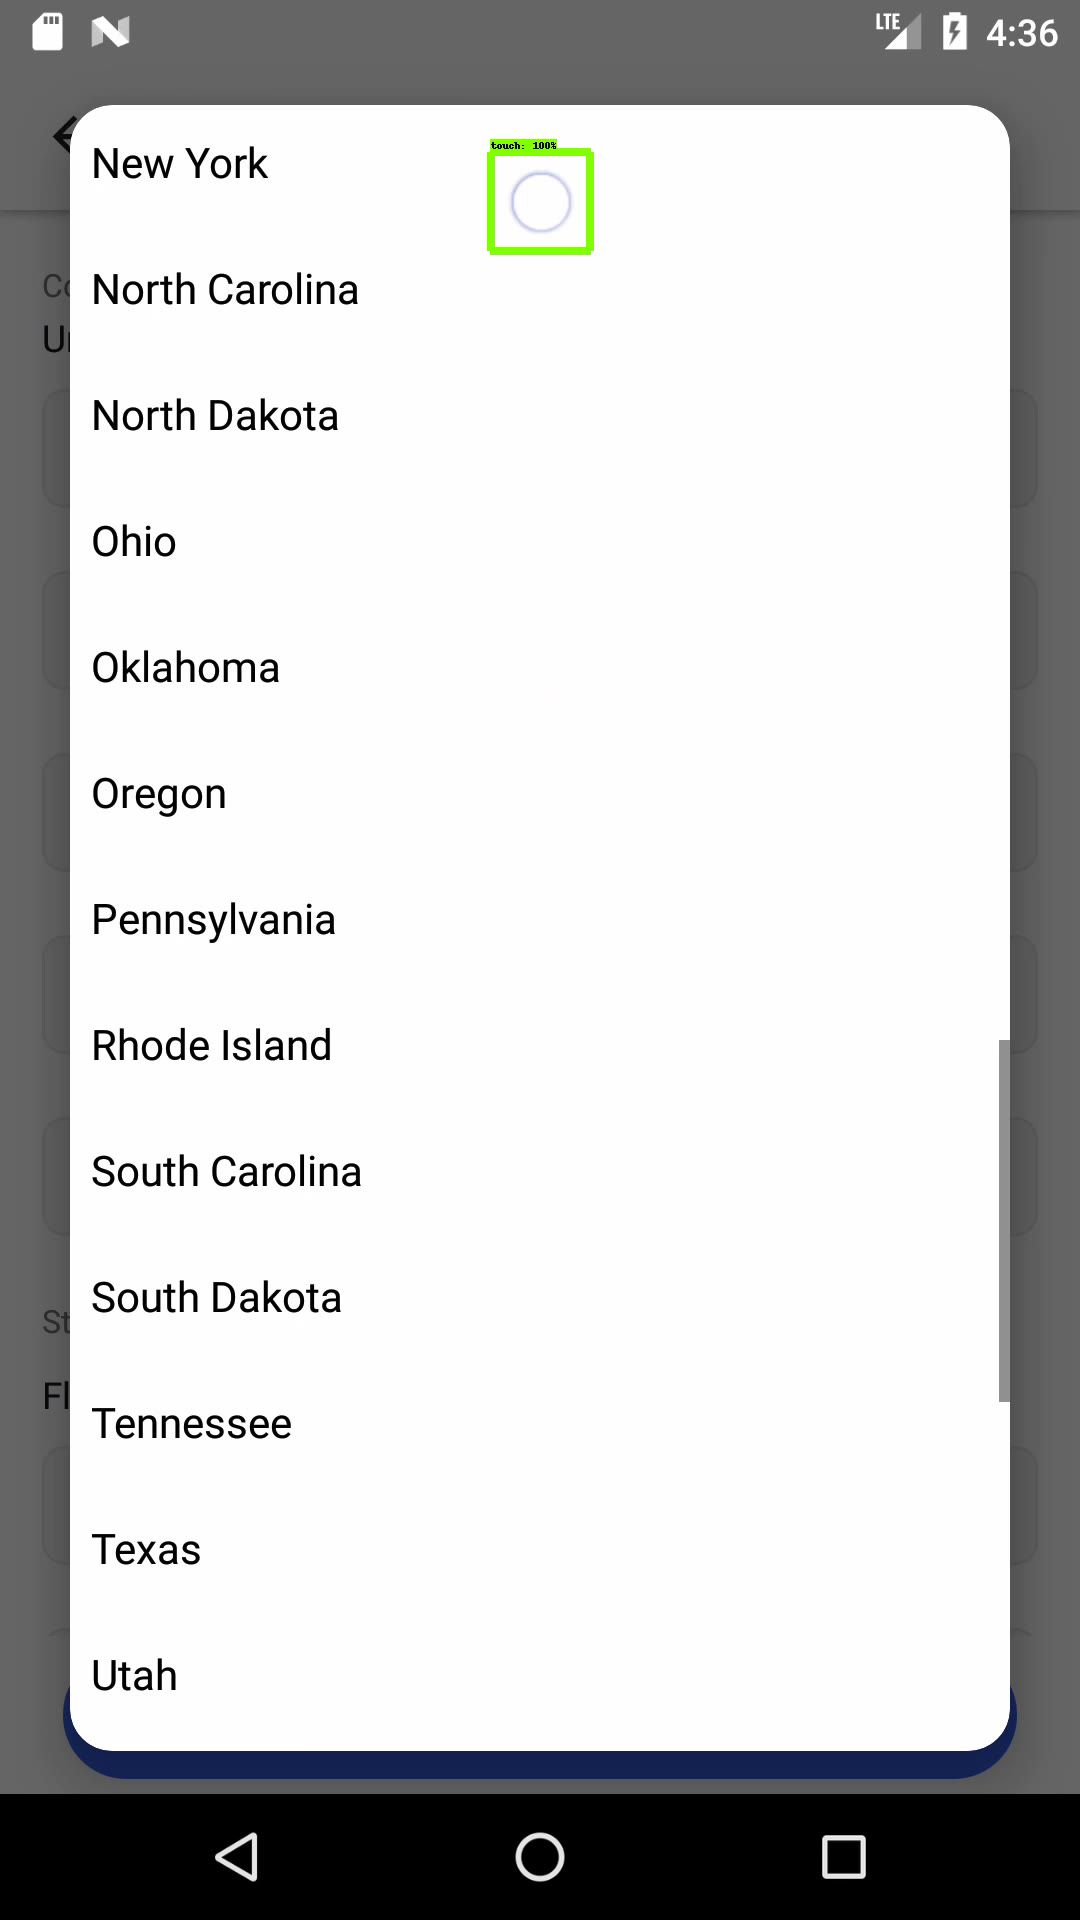 LTE 4:36
New York
touch: 100%
Co
North Carolina
Un
North Dakota
Ohio
Oklahoma
Oregon
Pennsylvania
Rhode Island
South Carolina
South Dakota
St
Fl
Tennessee
Texas
Utah